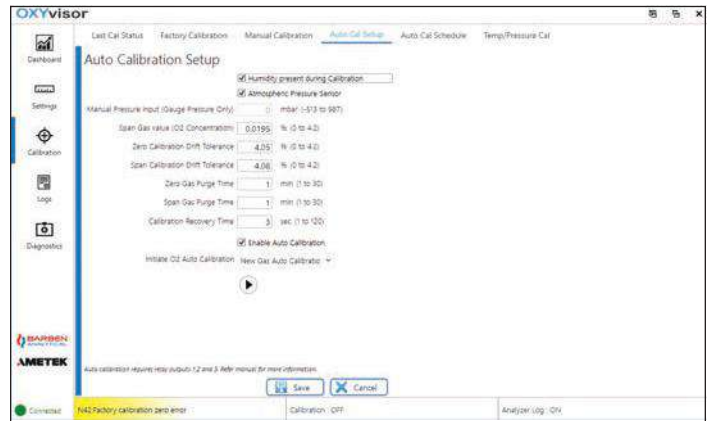 OXYvisor
Last Cal Status Factory Calibration Manual Calibration Auto Cal Setup Auto Cal Schedule Temp/Pressure Cal
Dashboard
Auto Calibration Setup
Humidity present during Calibration
Atmospheric Pressure Sensor
Settings
Manual Pressure Input (Gauge Pressure Only) 0 mbar (-513 to 987)
Span Gas value (O2 Concentration) 0.0195 % (0 to 4.2)
Calibration
Zero Calibration Drift Tolerance 4.05 % (0 to 4.2)
Span Calibration Drift Tolerance 4.06 % (0 to 4.2)
Zero Gas Purge Time 1 min (1 to 30)
Logs
Span Gas Purge Time 1 min (1 to 30)
Calibration Recovery Time 3 sec (1 to 120)
Diagnostics
Enable Auto Calibration
Initiate O2 Auto Calibration New Gas Auto Calibratio
BARBEN
ANALYTICAL
AMETEK
Auto calibration requires relay outputs 1,2 and 3. Refer manual for more information.
Save Cancel
Connected N42 Factory calibration zero error Calibration : OFF Analyzer Log : ON